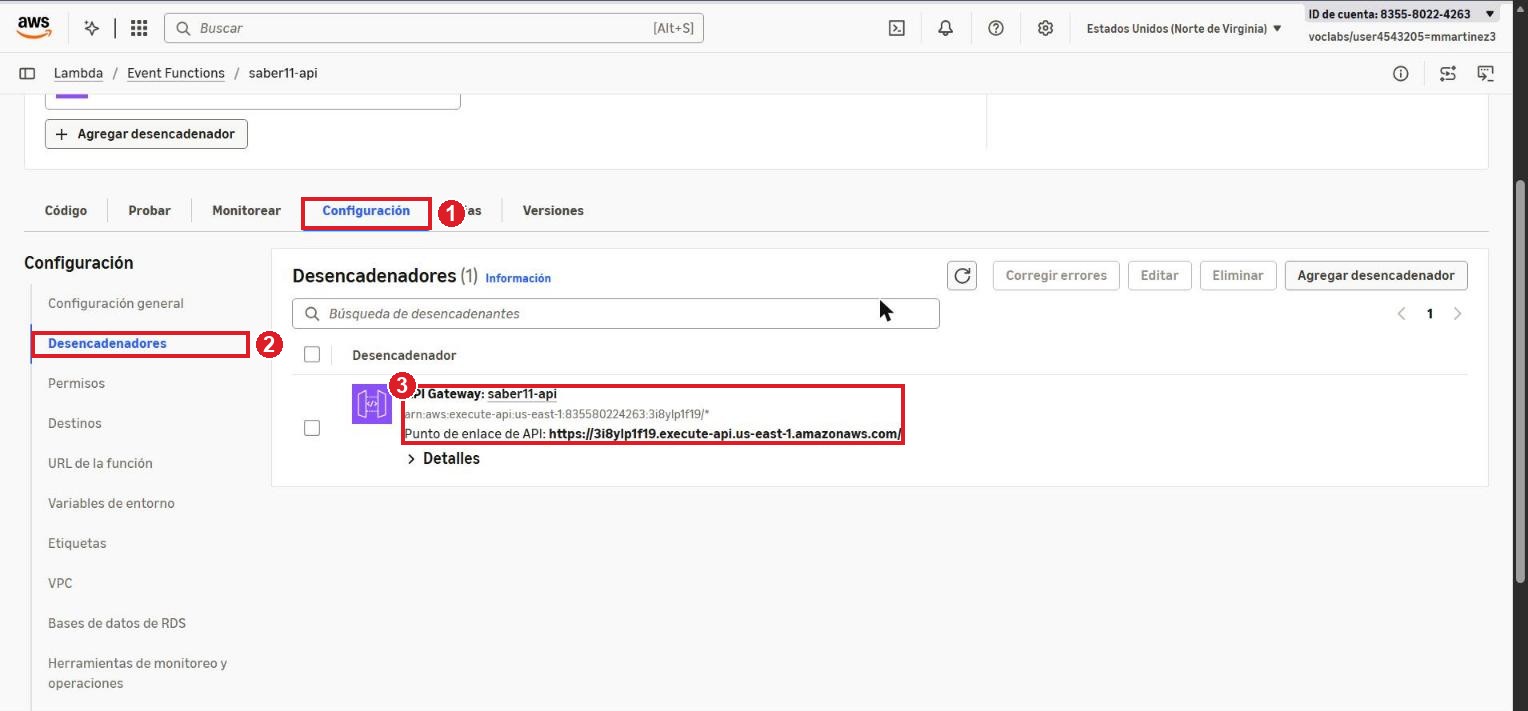 aws
Buscar [Alt+S]
Estados Unidos (Norte de Virginia)
ID de cuenta: 8355-8022-4263
voclabs/user4543205=mmartinez3
Lambda / Event Functions / saber11-api
+ Agregar desencadenador
Código Probar Monitorear Configuración 1 as Versiones
Configuración
Configuración general
Desencadenadores 2
Permisos
Destinos
URL de la función
Variables de entorno
Etiquetas
VPC
Bases de datos de RDS
Herramientas de monitoreo y
operaciones
Desencadenadores (1) Información
Corregir errores Editar Eliminar Agregar desencadenador
Búsqueda de desencadenantes
1
Desencadenador
3
PI Gateway: saber11-api
arn:aws:execute-api:us-east-1:835580224263:3i8ylp1f19/*
Punto de enlace de API: https://3i8ylp1f19.execute-api.us-east-1.amazonaws.com/
Detalles